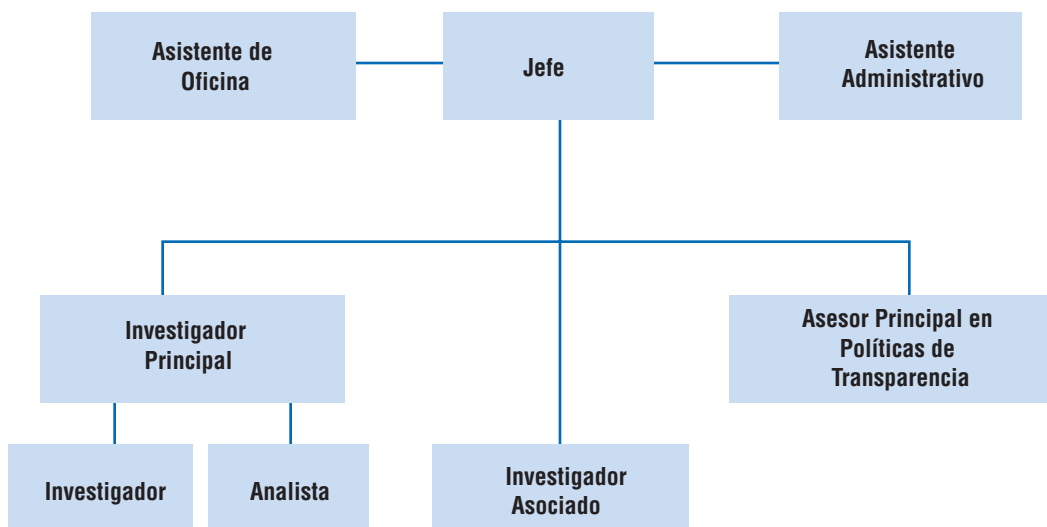 Asistente de
Oficina
Jefe
Asistente
Administrativo
Investigador
Principal
Asesor Principal en
Políticas de
Transparencia
Investigador
Analista
Investigador
Asociado